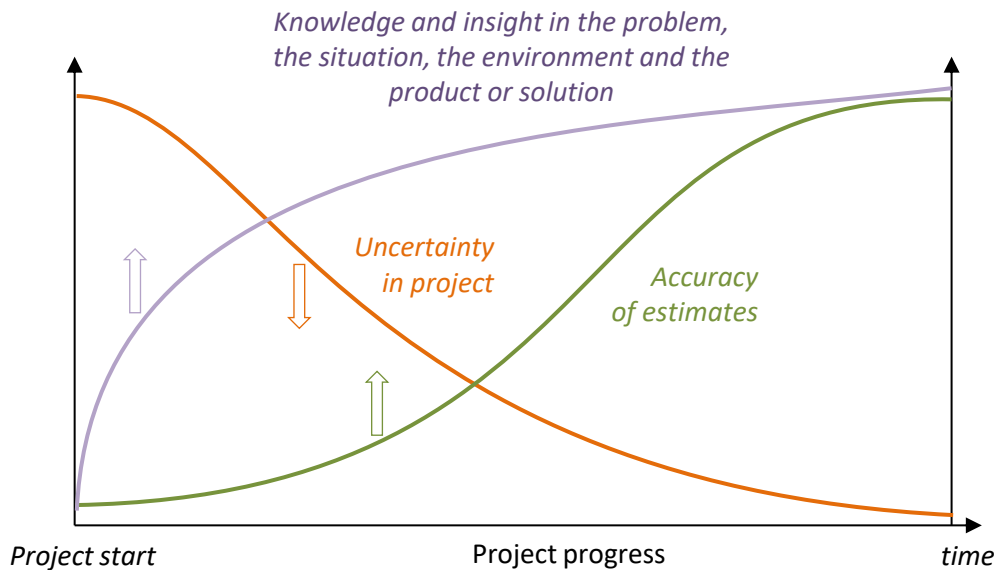 Knowledge and insight in the problem,
the situation, the environment and the
product or solution
Uncertainty
in project
Accuracy
of estimates
Project start
Project progress
time